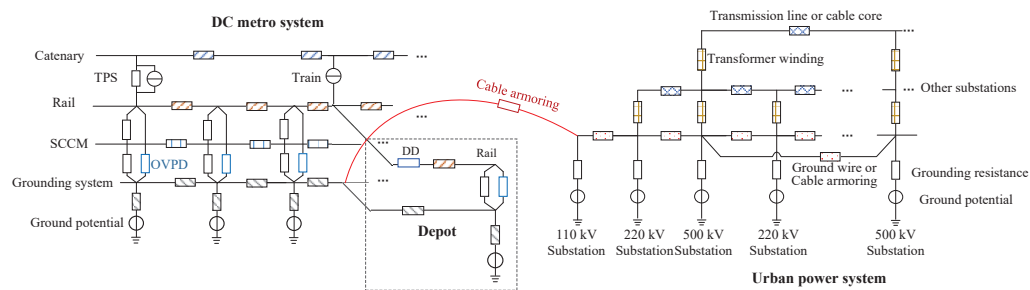 DC metro system
Catenary
...
TPS
Train
Rail
...
SCCM
...
OVPD
Grounding system
...
Ground potential
DD
Rail
Depot
Cable armoring
Transmission line or cable core
...
Transformer winding
...
Other substations
...
Ground wire or
Cable armoring
Grounding resistance
Ground potential
110 kV
Substation
220 kV
Substation
500 kV
Substation
220 kV
Substation
500 kV
Substation
Urban power system